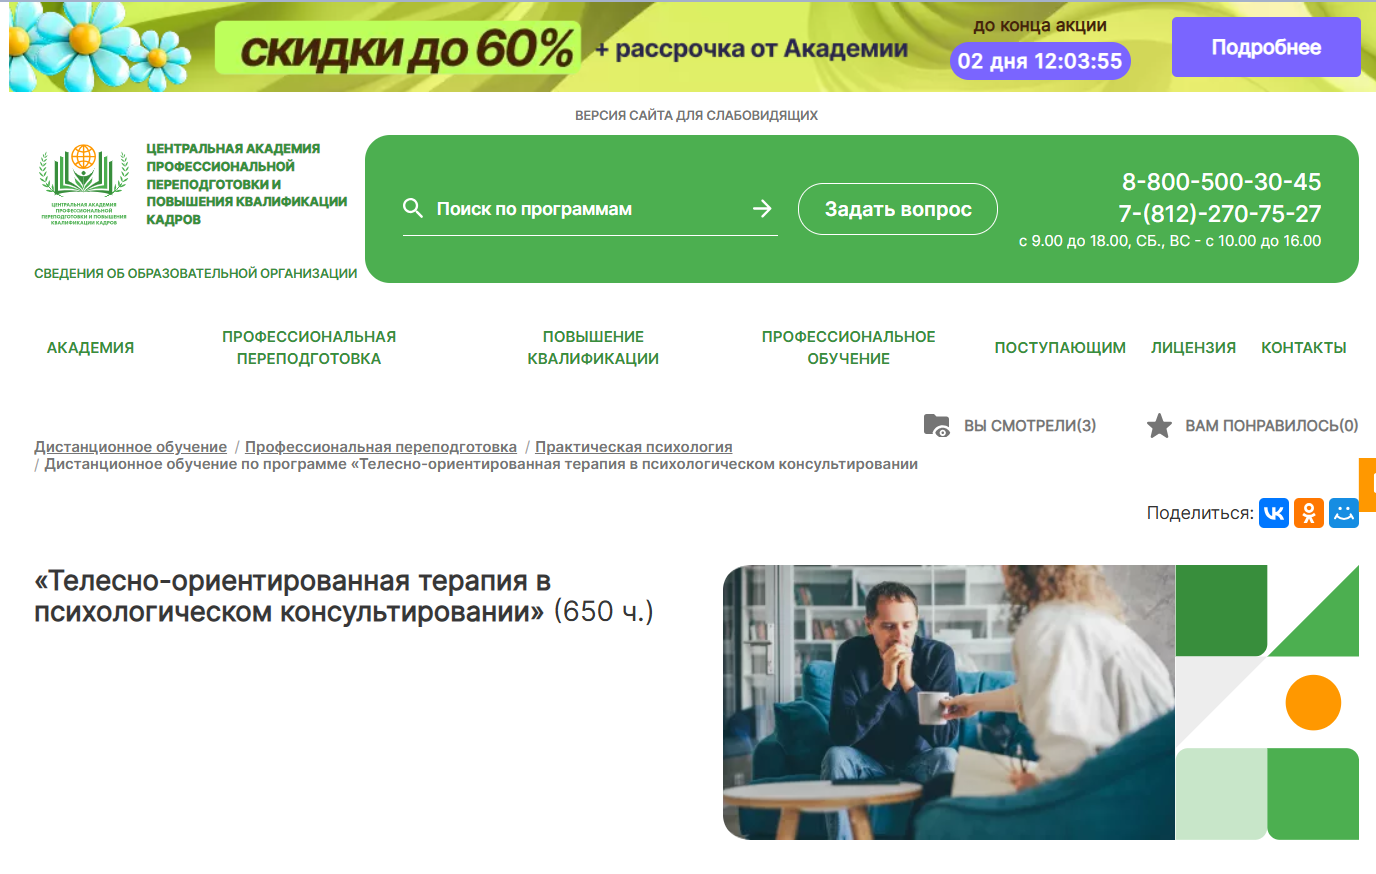 скидки до 60% + рассрочка от Академии
до конца акции
02 дня 12:03:55
Подробнее
ВЕРСИЯ САЙТА ДЛЯ СЛАБОВИДЯЩИХ
ЦЕНТРАЛЬНАЯ АКАДЕМИЯ
ПРОФЕССИОНАЛЬНОЙ
ПЕРЕПОДГОТОВКИ И ПОВЫШЕНИЯ
КВАЛИФИКАЦИИ КАДРОВ
ЦЕНТРАЛЬНАЯ АКАДЕМИЯ
ПРОФЕССИОНАЛЬНОЙ
ПЕРЕПОДГОТОВКИ И
ПОВЫШЕНИЯ КВАЛИФИКАЦИИ
КАДРОВ
СВЕДЕНИЯ ОБ ОБРАЗОВАТЕЛЬНОЙ ОРГАНИЗАЦИИ
Поиск по программам
Задать вопрос
8-800-500-30-45
7-(812)-270-75-27
с 9.00 до 18.00, СБ., ВС - с 10.00 до 16.00
АКАДЕМИЯ
ПРОФЕССИОНАЛЬНАЯ
ПЕРЕПОДГОТОВКА
ПОВЫШЕНИЕ
КВАЛИФИКАЦИИ
ПРОФЕССИОНАЛЬНОЕ
ОБУЧЕНИЕ
ПОСТУПАЮЩИМ
ЛИЦЕНЗИЯ
КОНТАКТЫ
ВЫ СМОТРЕЛИ(3)
ВАМ ПОНРАВИЛОСЬ(0)
Дистанционное обучение / Профессиональная переподготовка / Практическая психология
/ Дистанционное обучение по программе «Телесно-ориентированная терапия в психологическом консультировании
Поделиться:
«Телесно-ориентированная терапия в
психологическом консультировании» (650 ч.)